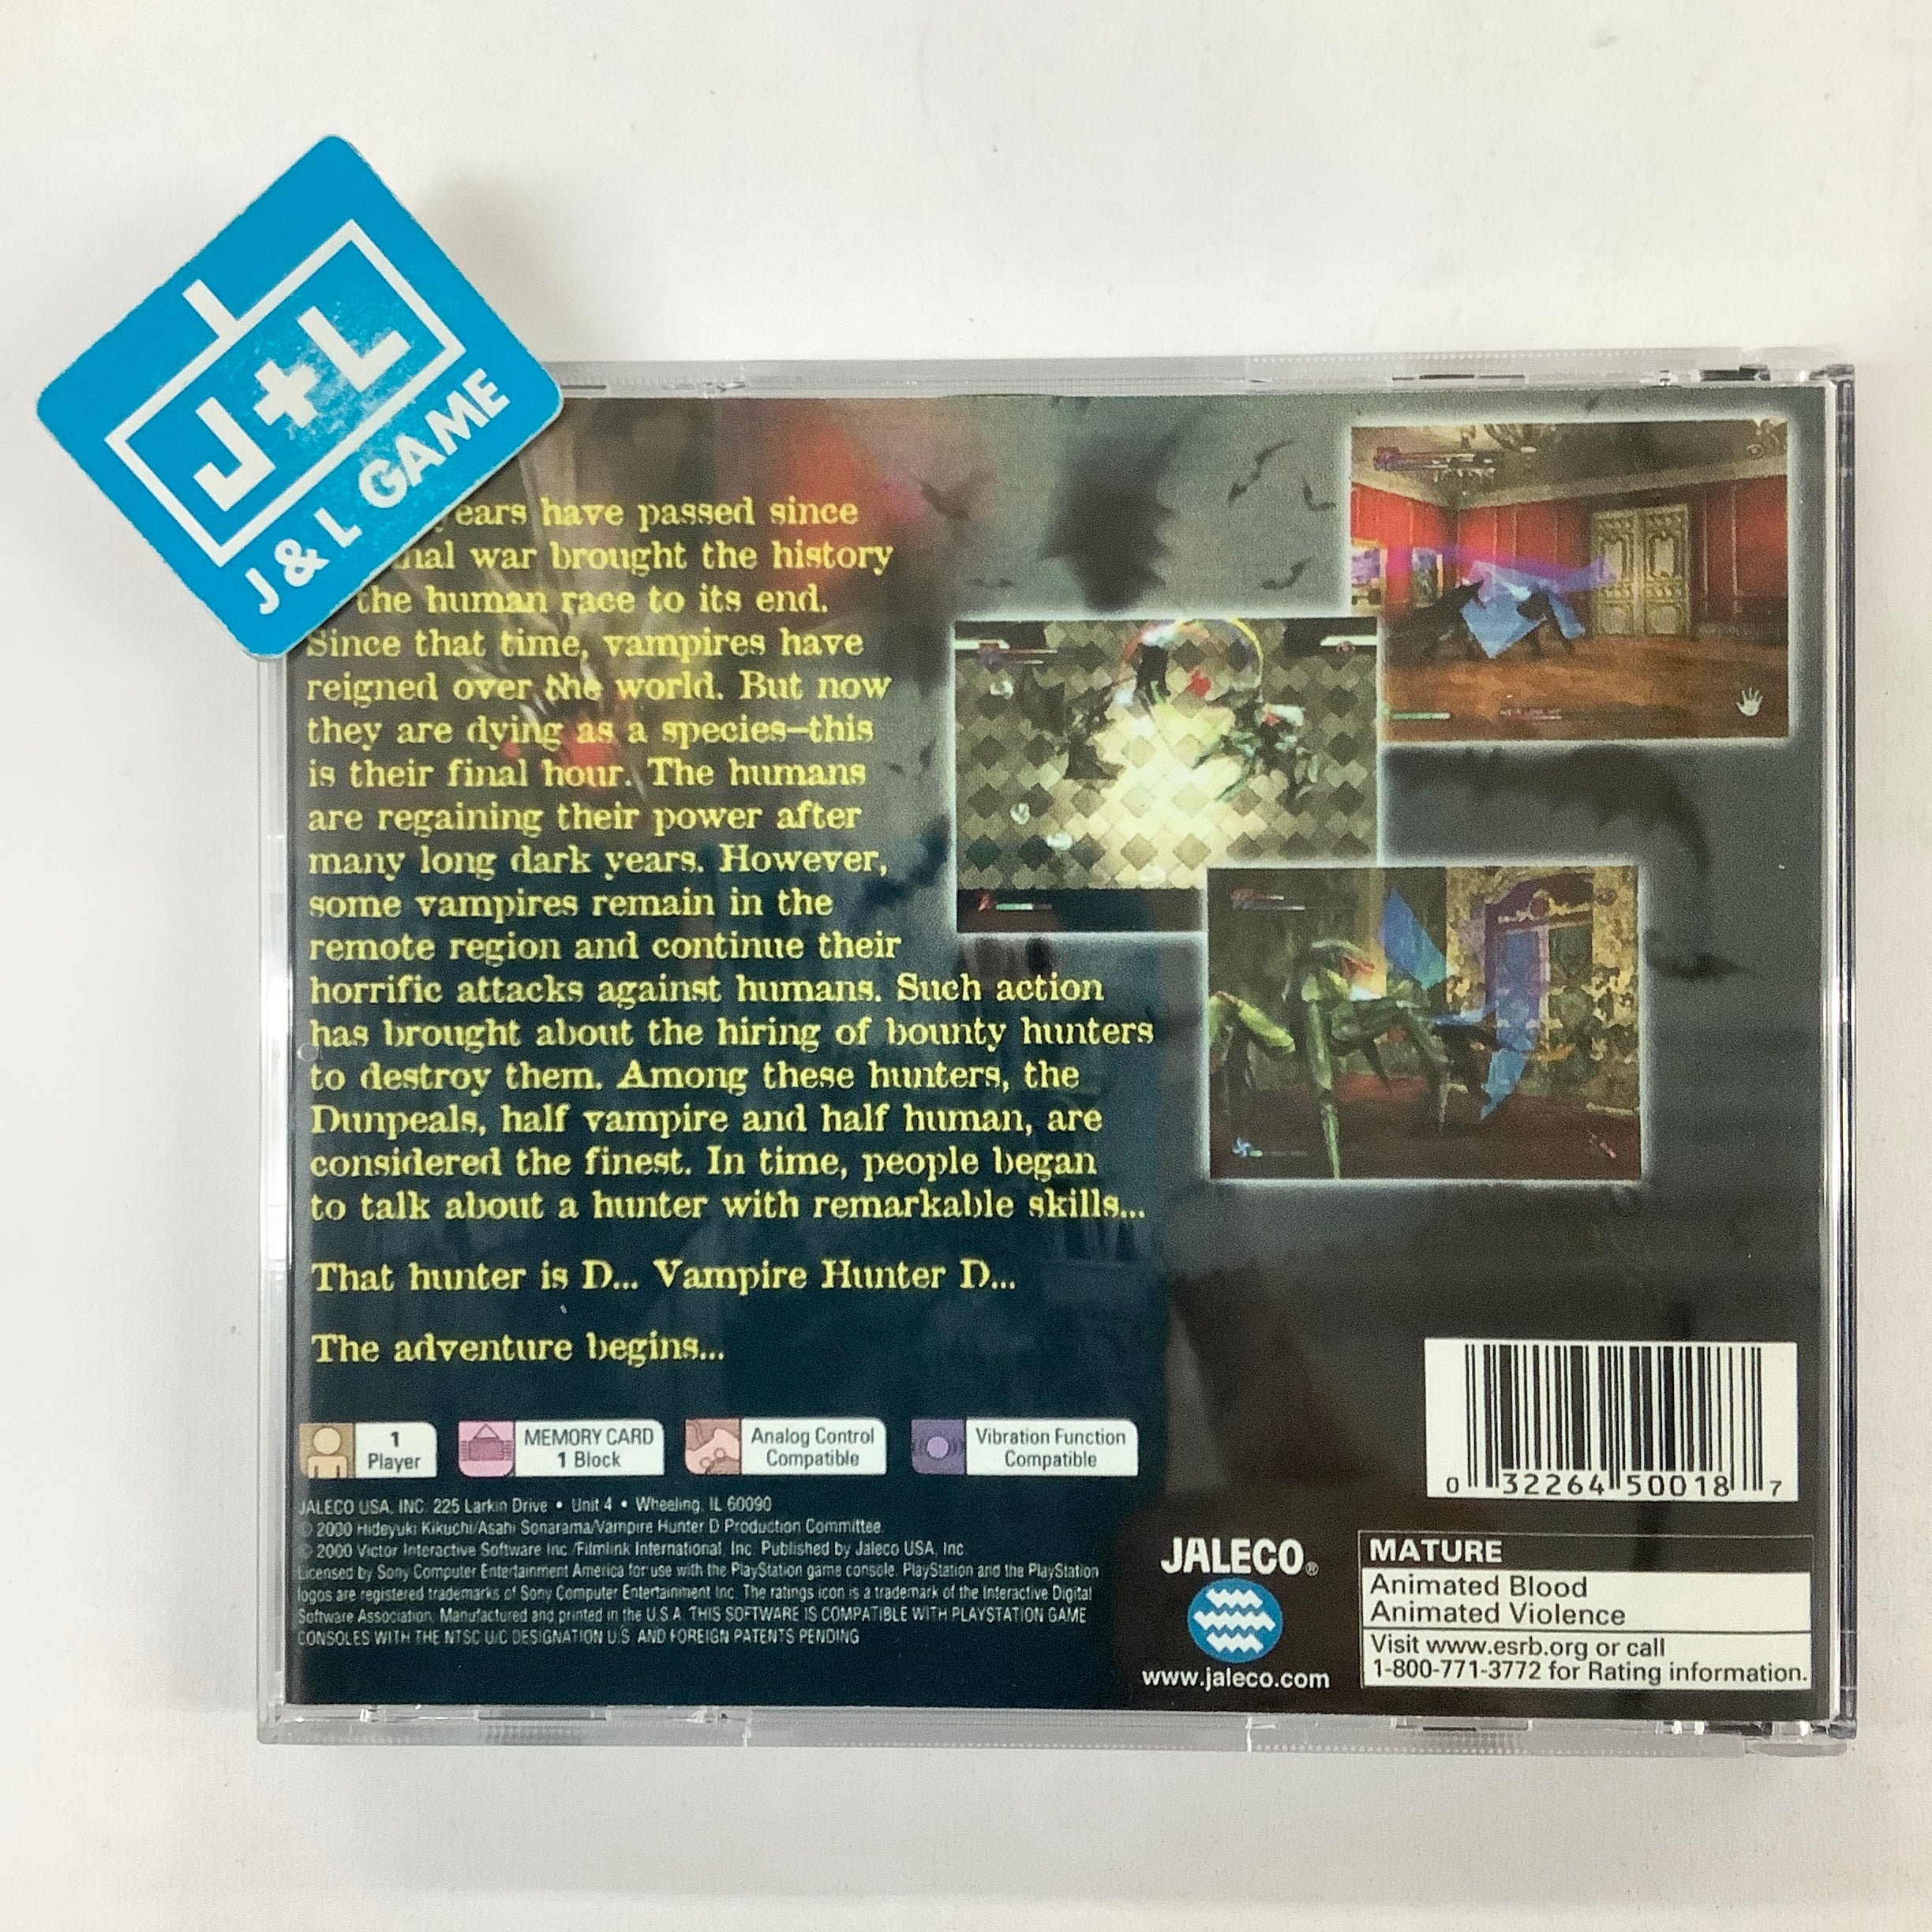 J+L
J & L GAME
years have passed since
war brought the history
the human race to its end.
Since that time, vampires have
reigned over the world. But now
they are dying as a species—this
is their final hour. The humans
are regaining their power after
many long dark years. However,
some vampires remain in the
remote region and continue their
horrific attacks against humans. Such action
has brought about the hiring of bounty hunters
to destroy them. Among these hunters, the
Dunpeals, half vampire and half human, are
considered the finest. In time, people began
to talk about a hunter with remarkable skills...
That hunter is D... Vampire Hunter D...
The adventure begins...
1
Player
MEMORY CARD
1 Block
Analog Control
Compatible
Vibration Function
Compatible
JALECO USA, INC. 225 Larkin Drive • Unit 4 • Wheeling, IL 60090
© 2000 Hideyuki Kikuchi/Asahi Sonarama/Vampire Hunter D Production Committee.
© 2000 Victor Interactive Software Inc./Filmlink International, Inc. Published by Jaleco USA, Inc.
Licensed by Sony Computer Entertainment America for use with the PlayStation game console. PlayStation and the PlayStation
logos are registered trademarks of Sony Computer Entertainment Inc. The ratings icon is a trademark of the Interactive Digital
Software Association. Manufactured and printed in the U.S.A. THIS SOFTWARE IS COMPATIBLE WITH PLAYSTATION GAME
CONSOLES WITH THE NTSC U/C DESIGNATION U.S. AND FOREIGN PATENTS PENDING
0 32264 50018 7
JALECO®
www.jaleco.com
MATURE
Animated Blood
Animated Violence
Visit www.esrb.org or call
1-800-771-3772 for Rating information.